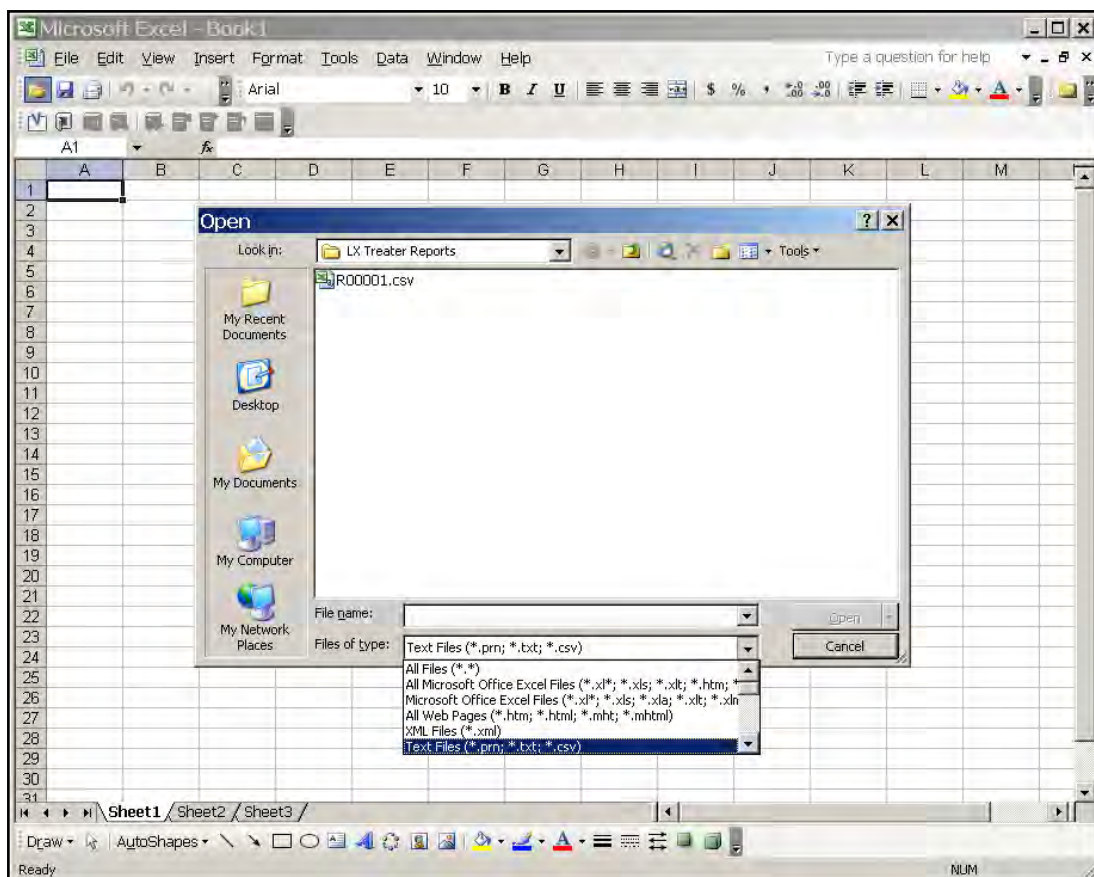 Microsoft Excel - Book1
File Edit View Insert Format Tools Data Window Help Type a question for help
Arial 10 B I U $ % ,
A1 fx
A B C D E F G H I J K L M
1
2
Open
3
Look in: LX Treater Reports Tools
4
5
R00001.csv
6
7
My Recent Documents
8
9
10
11
Desktop
12
13
14
15
My Documents
16
17
18
19
My Computer
20
21
22
File name: Open
23
My Network Places
Files of type: Text Files (*.prn; *.txt; *.csv) Cancel
24
25
All Files (*.*)
All Microsoft Office Excel Files (*.xl*; *.xls; *.xlt; *.htm; *
26
Microsoft Office Excel Files (*.xl*; *.xls; *.xla; *.xlt; *.xlm
27
All Web Pages (*.htm; *.html; *.mht; *.mhtml)
28
XML Files (*.xml)
Text Files (*.prn; *.txt; *.csv)
29
30
31
Sheet1 / Sheet2 / Sheet3 /
Draw AutoShapes
Ready NUM